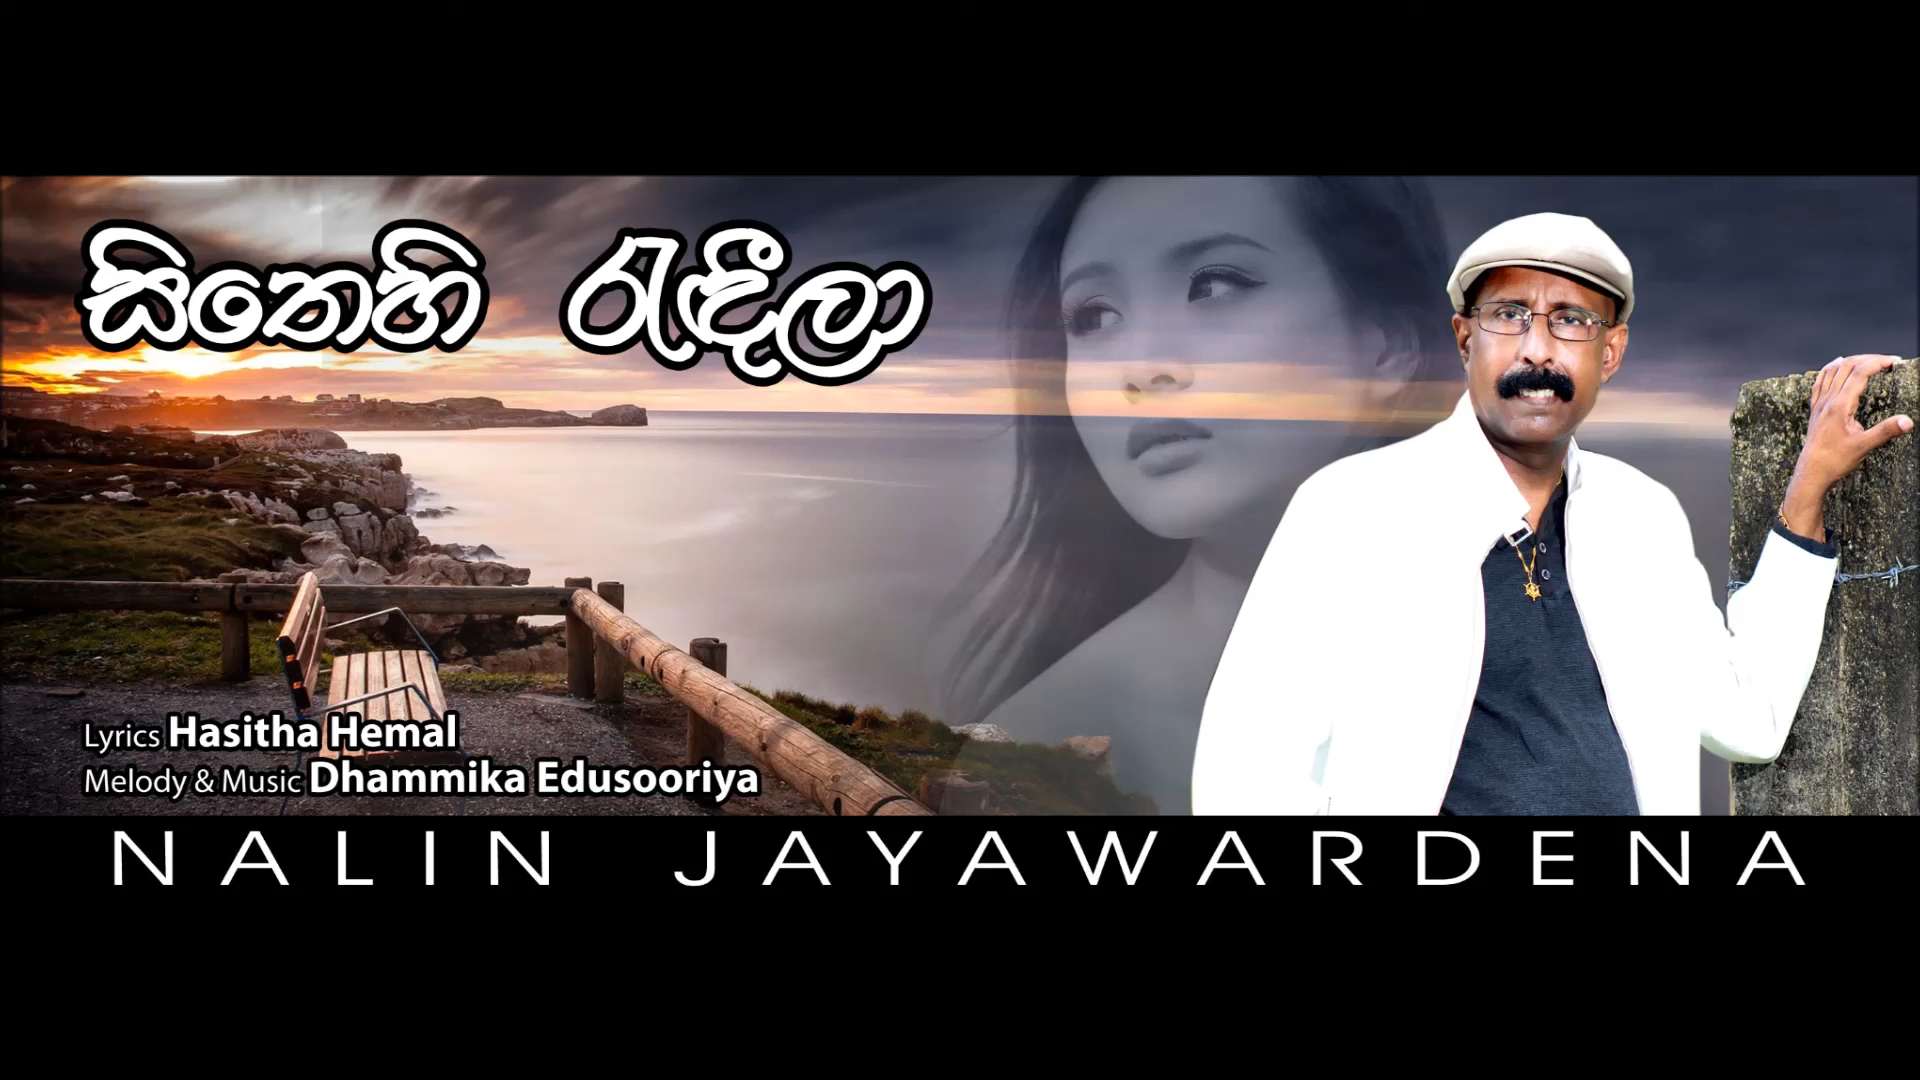 සිතෙහි රැඳීලා
Lyrics Hasitha Hemal
Melody & Music Dhammika Edusooriya
NALIN JAYAWARDENA